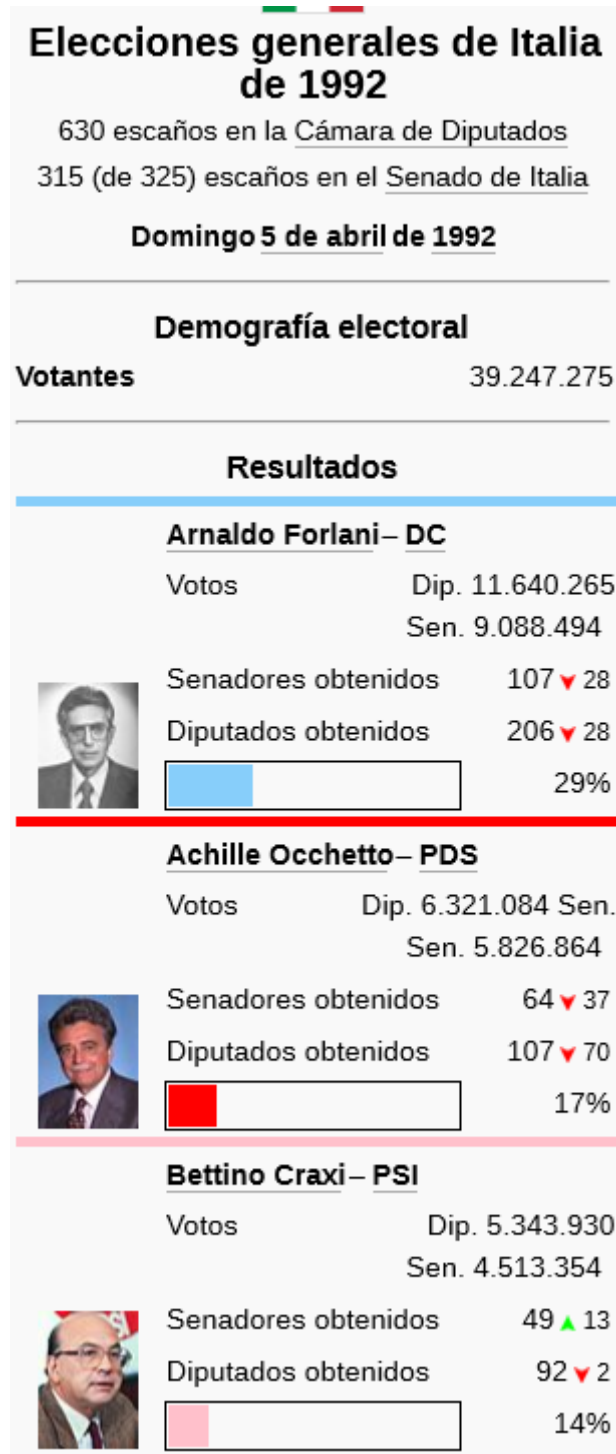 Elecciones generales de Italia
de 1992
630 escaños en la Cámara de Diputados
315 (de 325) escaños en el Senado de Italia
Domingo 5 de abril de 1992
Demografía electoral
Votantes 39.247.275
Resultados
Arnaldo Forlani– DC
Votos Dip. 11.640.265
Sen. 9.088.494
Senadores obtenidos 107 28
Diputados obtenidos 206 28
29%
Achille Occhetto– PDS
Votos Dip. 6.321.084 Sen.
Sen. 5.826.864
Senadores obtenidos 64 37
Diputados obtenidos 107 70
17%
Bettino Craxi– PSI
Votos Dip. 5.343.930
Sen. 4.513.354
Senadores obtenidos 49 13
Diputados obtenidos 92 2
14%